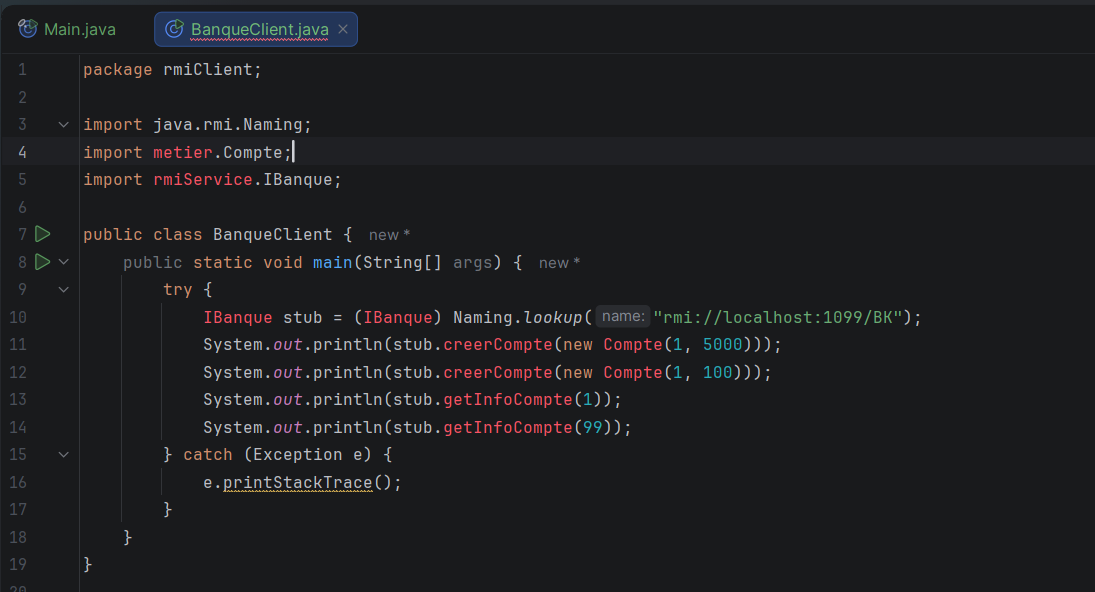 Main.java BanqueClient.java ×
1 package rmiClient;
2
3 import java.rmi.Naming;
4 import metier.Compte;
5 import rmiService.IBanque;
6
7 public class BanqueClient { new *
8 public static void main(String[] args) { new *
9 try {
10 IBanque stub = (IBanque) Naming.lookup( name: "rmi://localhost:1099/BK");
11 System.out.println(stub.creerCompte(new Compte(1, 5000)));
12 System.out.println(stub.creerCompte(new Compte(1, 100)));
13 System.out.println(stub.getInfoCompte(1));
14 System.out.println(stub.getInfoCompte(99));
15 } catch (Exception e) {
16 e.printStackTrace();
17 }
18 }
19 }
20